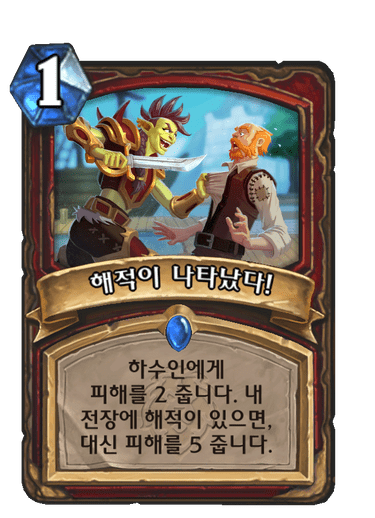 1
해적이 나타났다!
하수인에게
피해를 2 줍니다. 내
전장에 해적이 있으면,
대신 피해를 5 줍니다.